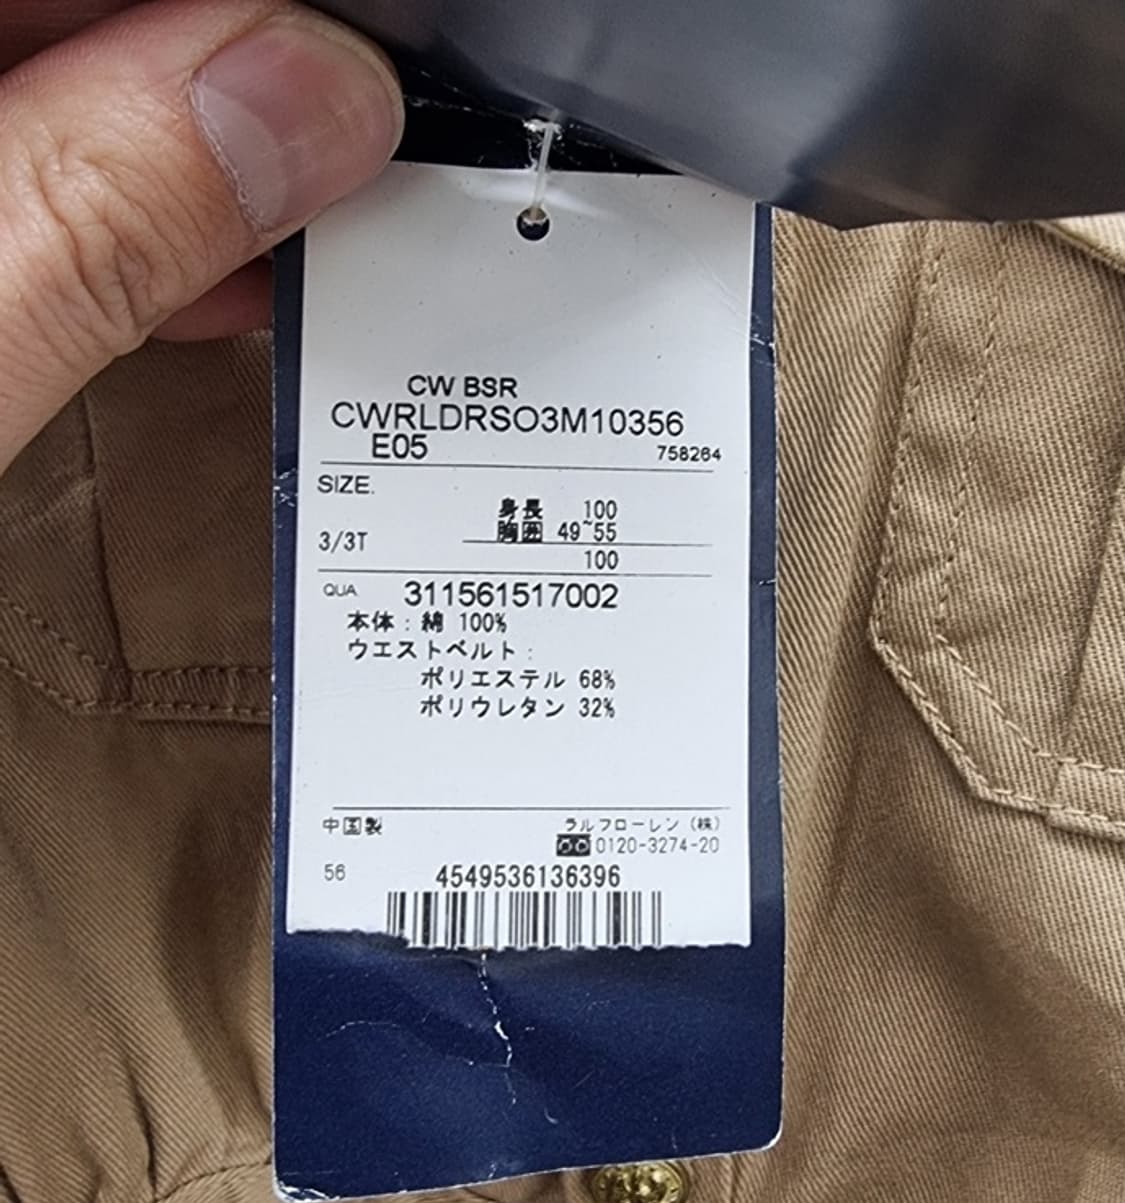 CW BSR
CWRLDRSO3M10356
E05 758264
SIZE.
身長 100
胸囲 49~55
3/3T
100
QUA 311561517002
本体 : 綿 100%
ウエストベルト :
ポリエステル 68%
ポリウレタン 32%
中国製 ラルフローレン (株)
0120-3274-20
56 4549536136396